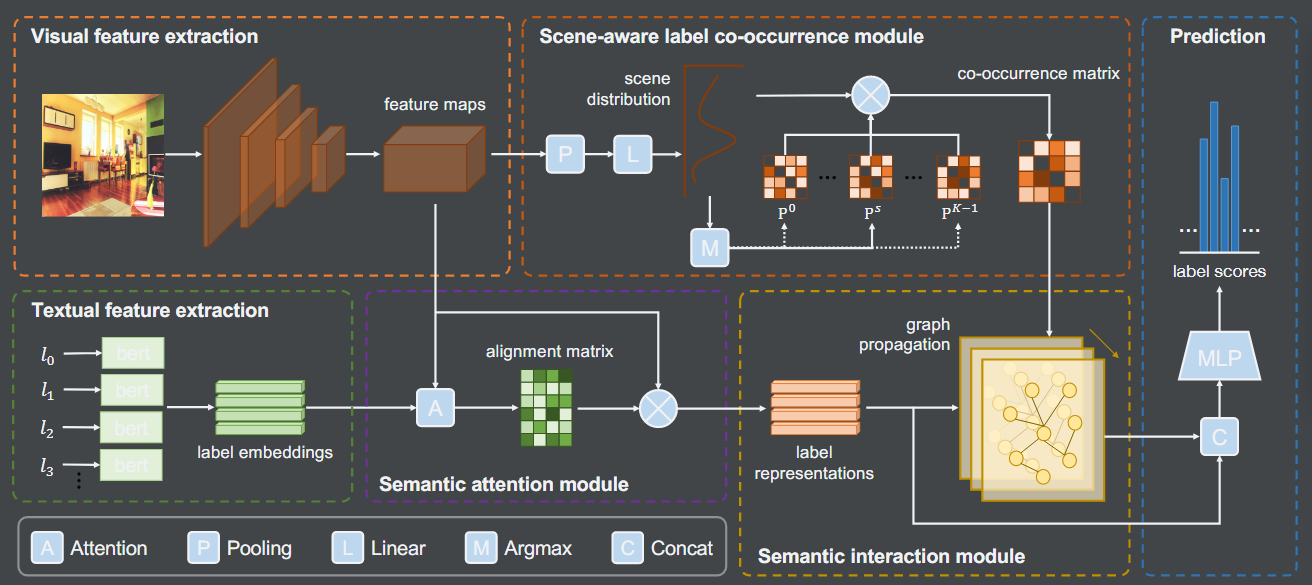 Visual feature extraction
feature maps
Scene-aware label co-occurrence module
scene
distribution
P
L
M
co-occurrence matrix
P^0
P^s
P^{K-1}
...
...
Prediction
...
...
label scores
MLP
C
Textual feature extraction
l_0
bert
l_1
bert
l_2
bert
l_3
bert
label embeddings
alignment matrix
A
Semantic attention module
graph
propagation
label
representations
Semantic interaction module
A Attention
P Pooling
L Linear
M Argmax
C Concat